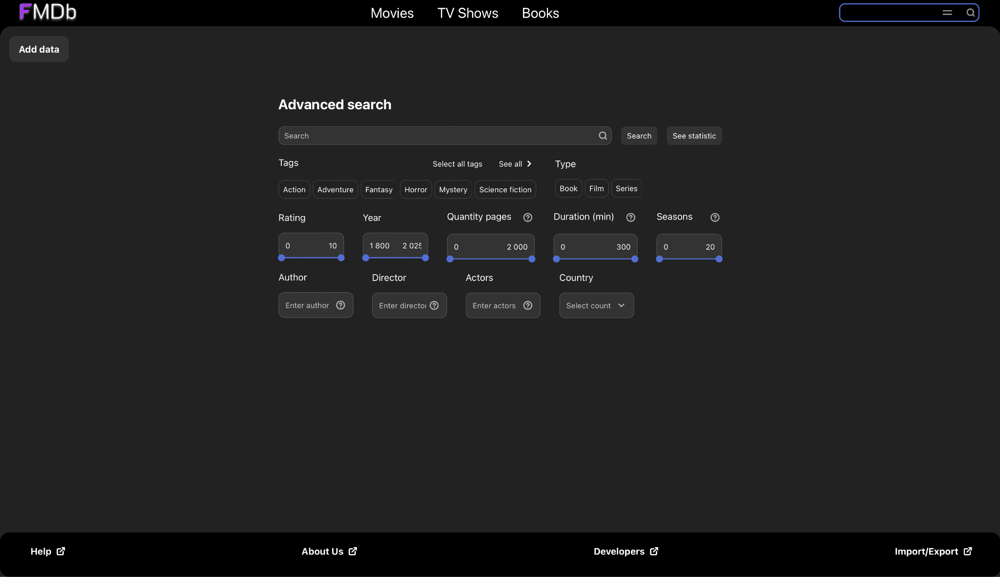 FMDb
Movies TV Shows Books
Add data
Advanced search
Search Search See statistic
Tags Select all tags See all Type
Action Adventure Fantasy Horror Mystery Science fiction Book Film Series
Rating Year Quantity pages Duration (min) Seasons
0 10 1 800 2 025 0 2 000 0 300 0 20
Author Director Actors Country
Enter author Enter director Enter actors Select count
Help About Us Developers Import/Export